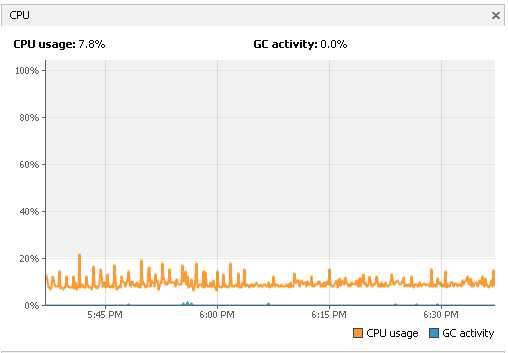 CPU
CPU usage: 7.8% GC activity: 0.0%
100%
80%
60%
40%
20%
0%
5:45 PM 6:00 PM 6:15 PM 6:30 PM
CPU usage GC activity